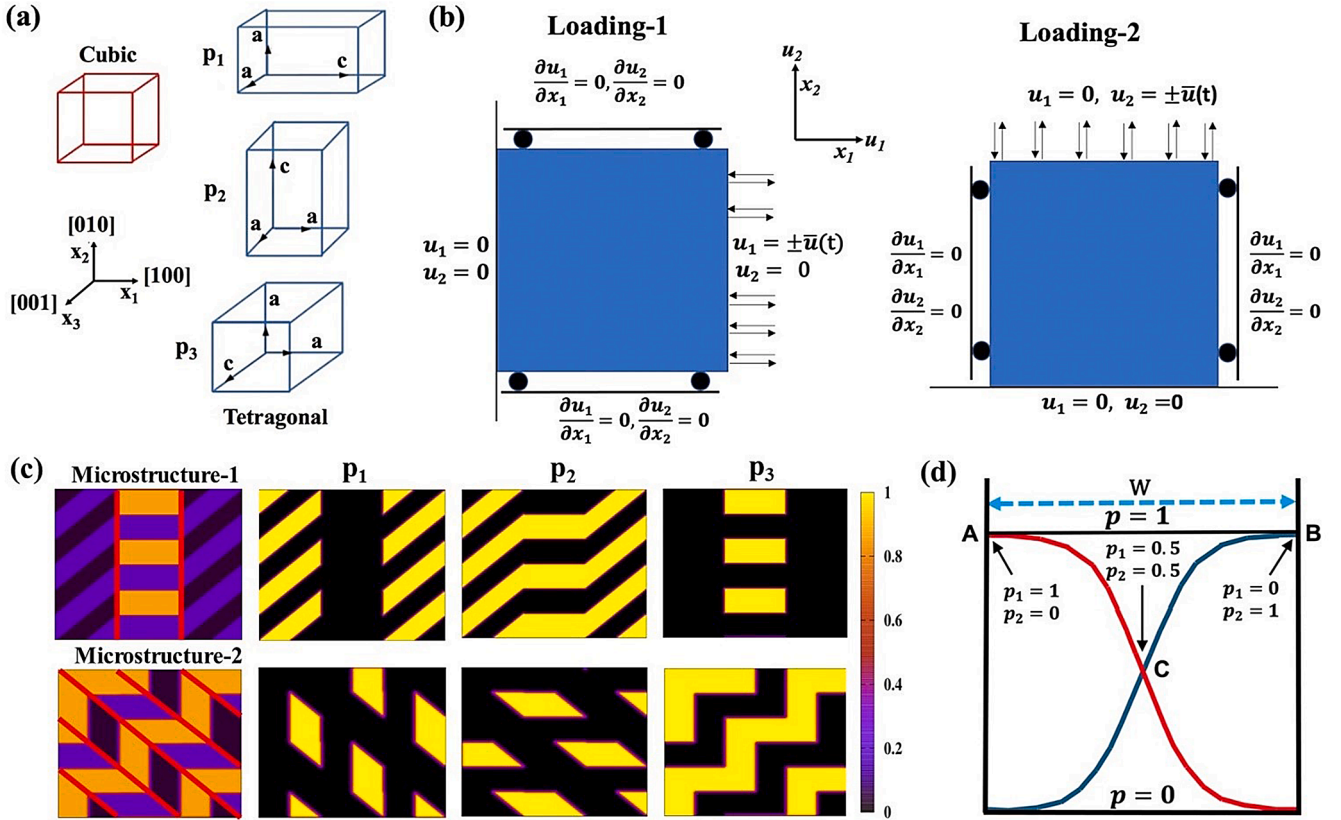 (a)
Cubic
p₁
a
a
c
p₂
c
a
a
[010]
x₂
[100]
x₁
[001]
x₃
p₃
a
a
c
Tetragonal
(b)
Loading-1
∂u₁/∂x₁ = 0, ∂u₂/∂x₂ = 0
u₂
x₂
x₁
u₁
u₁ = 0
u₂ = 0
u₁ = ±ū(t)
u₂ = 0
∂u₁/∂x₁ = 0, ∂u₂/∂x₂ = 0
Loading-2
u₁ = 0, u₂ = ±ū(t)
∂u₁/∂x₁ = 0
∂u₂/∂x₂ = 0
∂u₁/∂x₁ = 0
∂u₂/∂x₂ = 0
u₁ = 0, u₂ =0
(c)
Microstructure-1
p₁
p₂
p₃
Microstructure-2
1
0.8
0.6
0.4
0.2
0
(d)
W
p = 1
A
B
p₁ = 0.5
p₂ = 0.5
p₁ = 1
p₂ = 0
p₁ = 0
p₂ = 1
C
p = 0